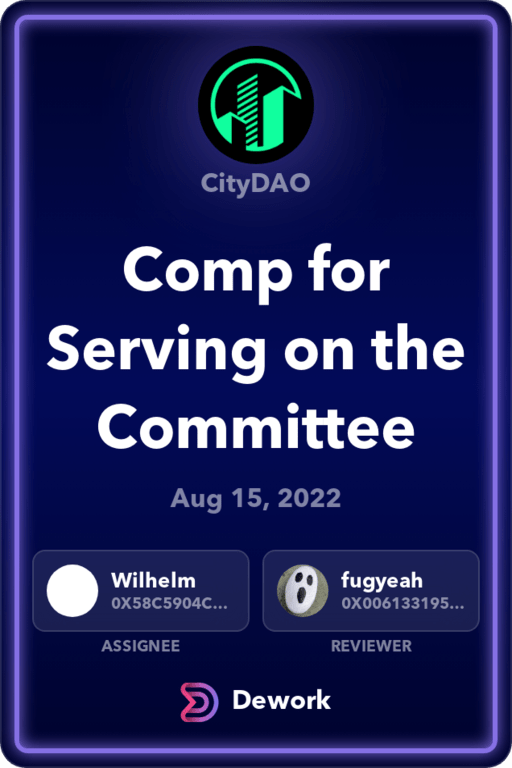 CityDAO
Comp for
Serving on the
Committee
Aug 15, 2022
Wilhelm
0X58C5904C...
ASSIGNEE
fugyeah
0X006133195...
REVIEWER
Dework